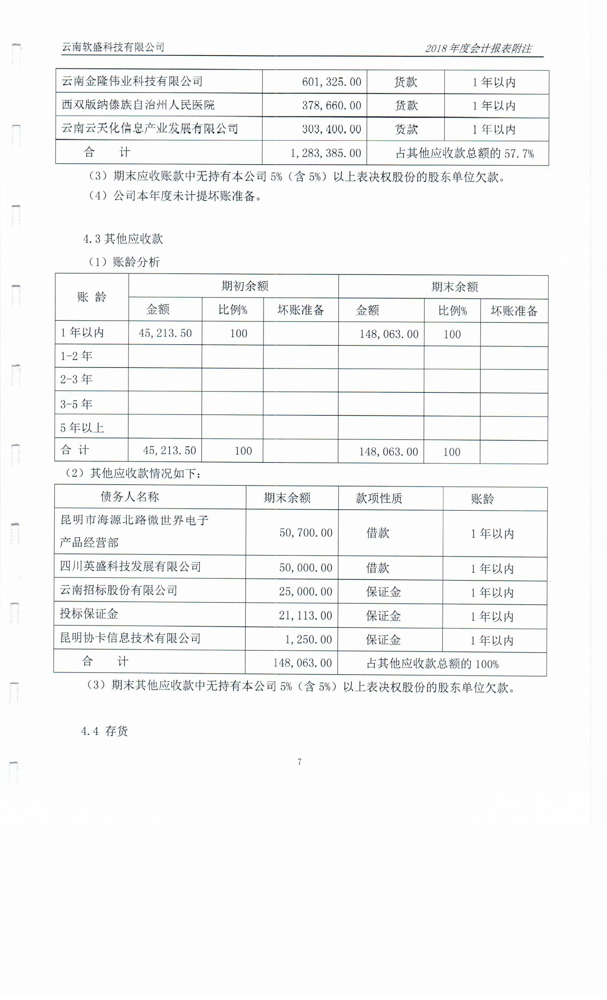 云南软盛科技有限公司 2018年度会计报表附注
云南金隆伟业科技有限公司 601,325.00 货款 1年以内
西双版纳傣族自治州人民医院 378,660.00 货款 1年以内
云南云天化信息产业发展有限公司 303,400.00 货款 1年以内
合 计 1,283,385.00 占其他应收款总额的57.7%
（3）期末应收账款中无持有本公司5%（含5%）以上表决权股份的股东单位欠款。
（4）公司本年度未计提坏账准备。
4.3其他应收款
（1）账龄分析
账 龄 期初余额 期末余额
金额 比例% 坏账准备 金额 比例% 坏账准备
1年以内 45,213.50 100 148,063.00 100
1-2年
2-3年
3-5年
5年以上
合 计 45,213.50 100 148,063.00 100
（2）其他应收款情况如下：
债务人名称 期末余额 款项性质 账龄
昆明市海源北路微世界电子
产品经营部 50,700.00 借款 1年以内
四川英盛科技发展有限公司 50,000.00 借款 1年以内
云南招标股份有限公司 25,000.00 保证金 1年以内
投标保证金 21,113.00 保证金 1年以内
昆明协卡信息技术有限公司 1,250.00 保证金 1年以内
合 计 148,063.00 占其他应收款总额的100%
（3）期末其他应收款中无持有本公司5%（含5%）以上表决权股份的股东单位欠款。
4.4 存货
7